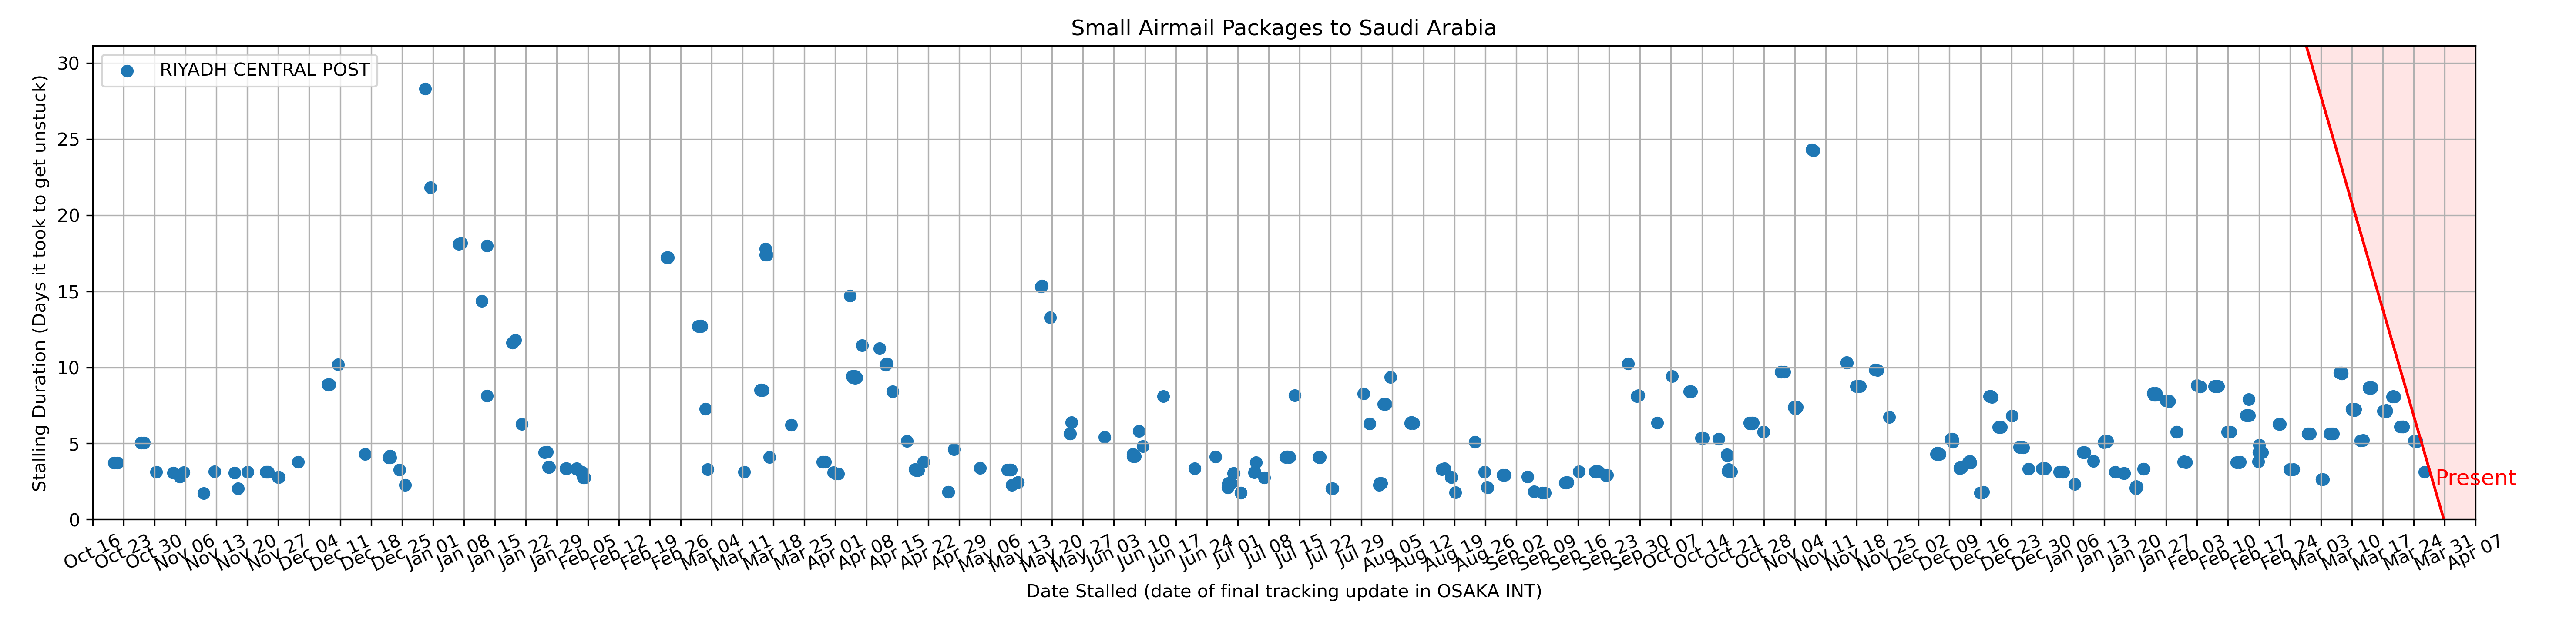 Small Airmail Packages to Saudi Arabia
RIYADH CENTRAL POST
Stalling Duration (Days it took to get unstuck)
30
25
20
15
10
5
0
Present
Oct 16 Oct 23 Oct 30 Nov 06 Nov 13 Nov 20 Nov 27 Dec 04 Dec 11 Dec 18 Dec 25 Jan 01 Jan 08 Jan 15 Jan 22 Jan 29 Feb 05 Feb 12 Feb 19 Feb 26 Mar 04 Mar 11 Mar 18 Mar 25 Apr 01 Apr 08 Apr 15 Apr 22 Apr 29 May 06 May 13 May 20 May 27 Jun 03 Jun 10 Jun 17 Jun 24 Jul 01 Jul 08 Jul 15 Jul 22 Jul 29 Aug 05 Aug 12 Aug 19 Aug 26 Sep 02 Sep 09 Sep 16 Sep 23 Sep 30 Oct 07 Oct 14 Oct 21 Oct 28 Nov 04 Nov 11 Nov 18 Nov 25 Dec 02 Dec 09 Dec 16 Dec 23 Dec 30 Jan 06 Jan 13 Jan 20 Jan 27 Feb 03 Feb 10 Feb 17 Feb 24 Mar 03 Mar 10 Mar 17 Mar 24 Mar 31 Apr 07
Date Stalled (date of final tracking update in OSAKA INT)